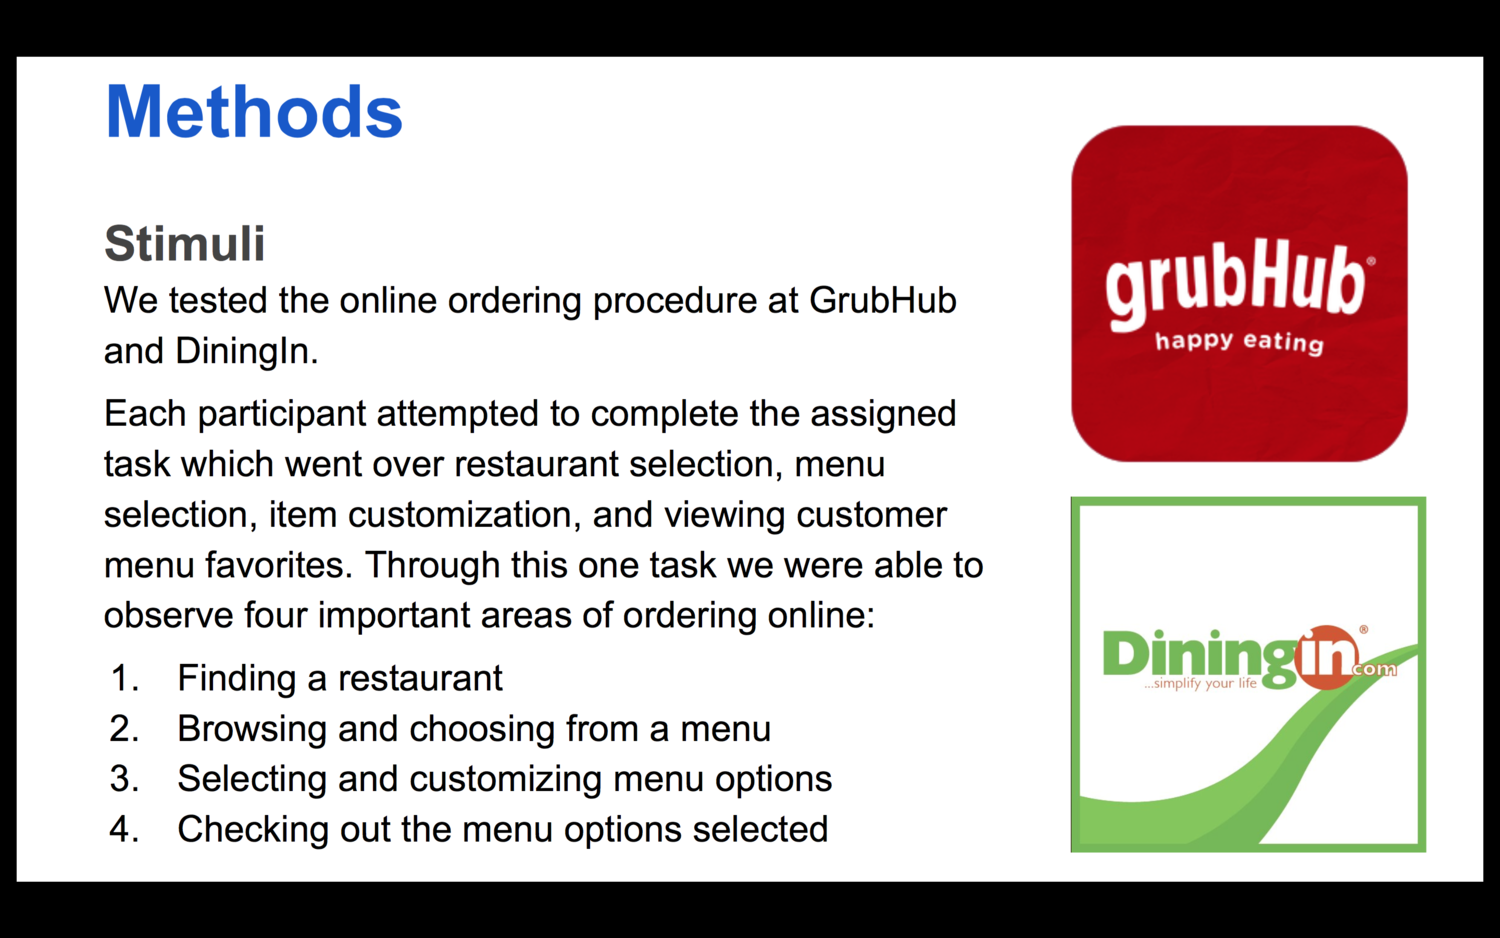 Methods
Stimuli
We tested the online ordering procedure at GrubHub
and DiningIn.
Each participant attempted to complete the assigned
task which went over restaurant selection, menu
selection, item customization, and viewing customer
menu favorites. Through this one task we were able to
observe four important areas of ordering online:
1. Finding a restaurant
2. Browsing and choosing from a menu
3. Selecting and customizing menu options
4. Checking out the menu options selected
grubHub®
happy eating
Diningin®.com
...simplify your life